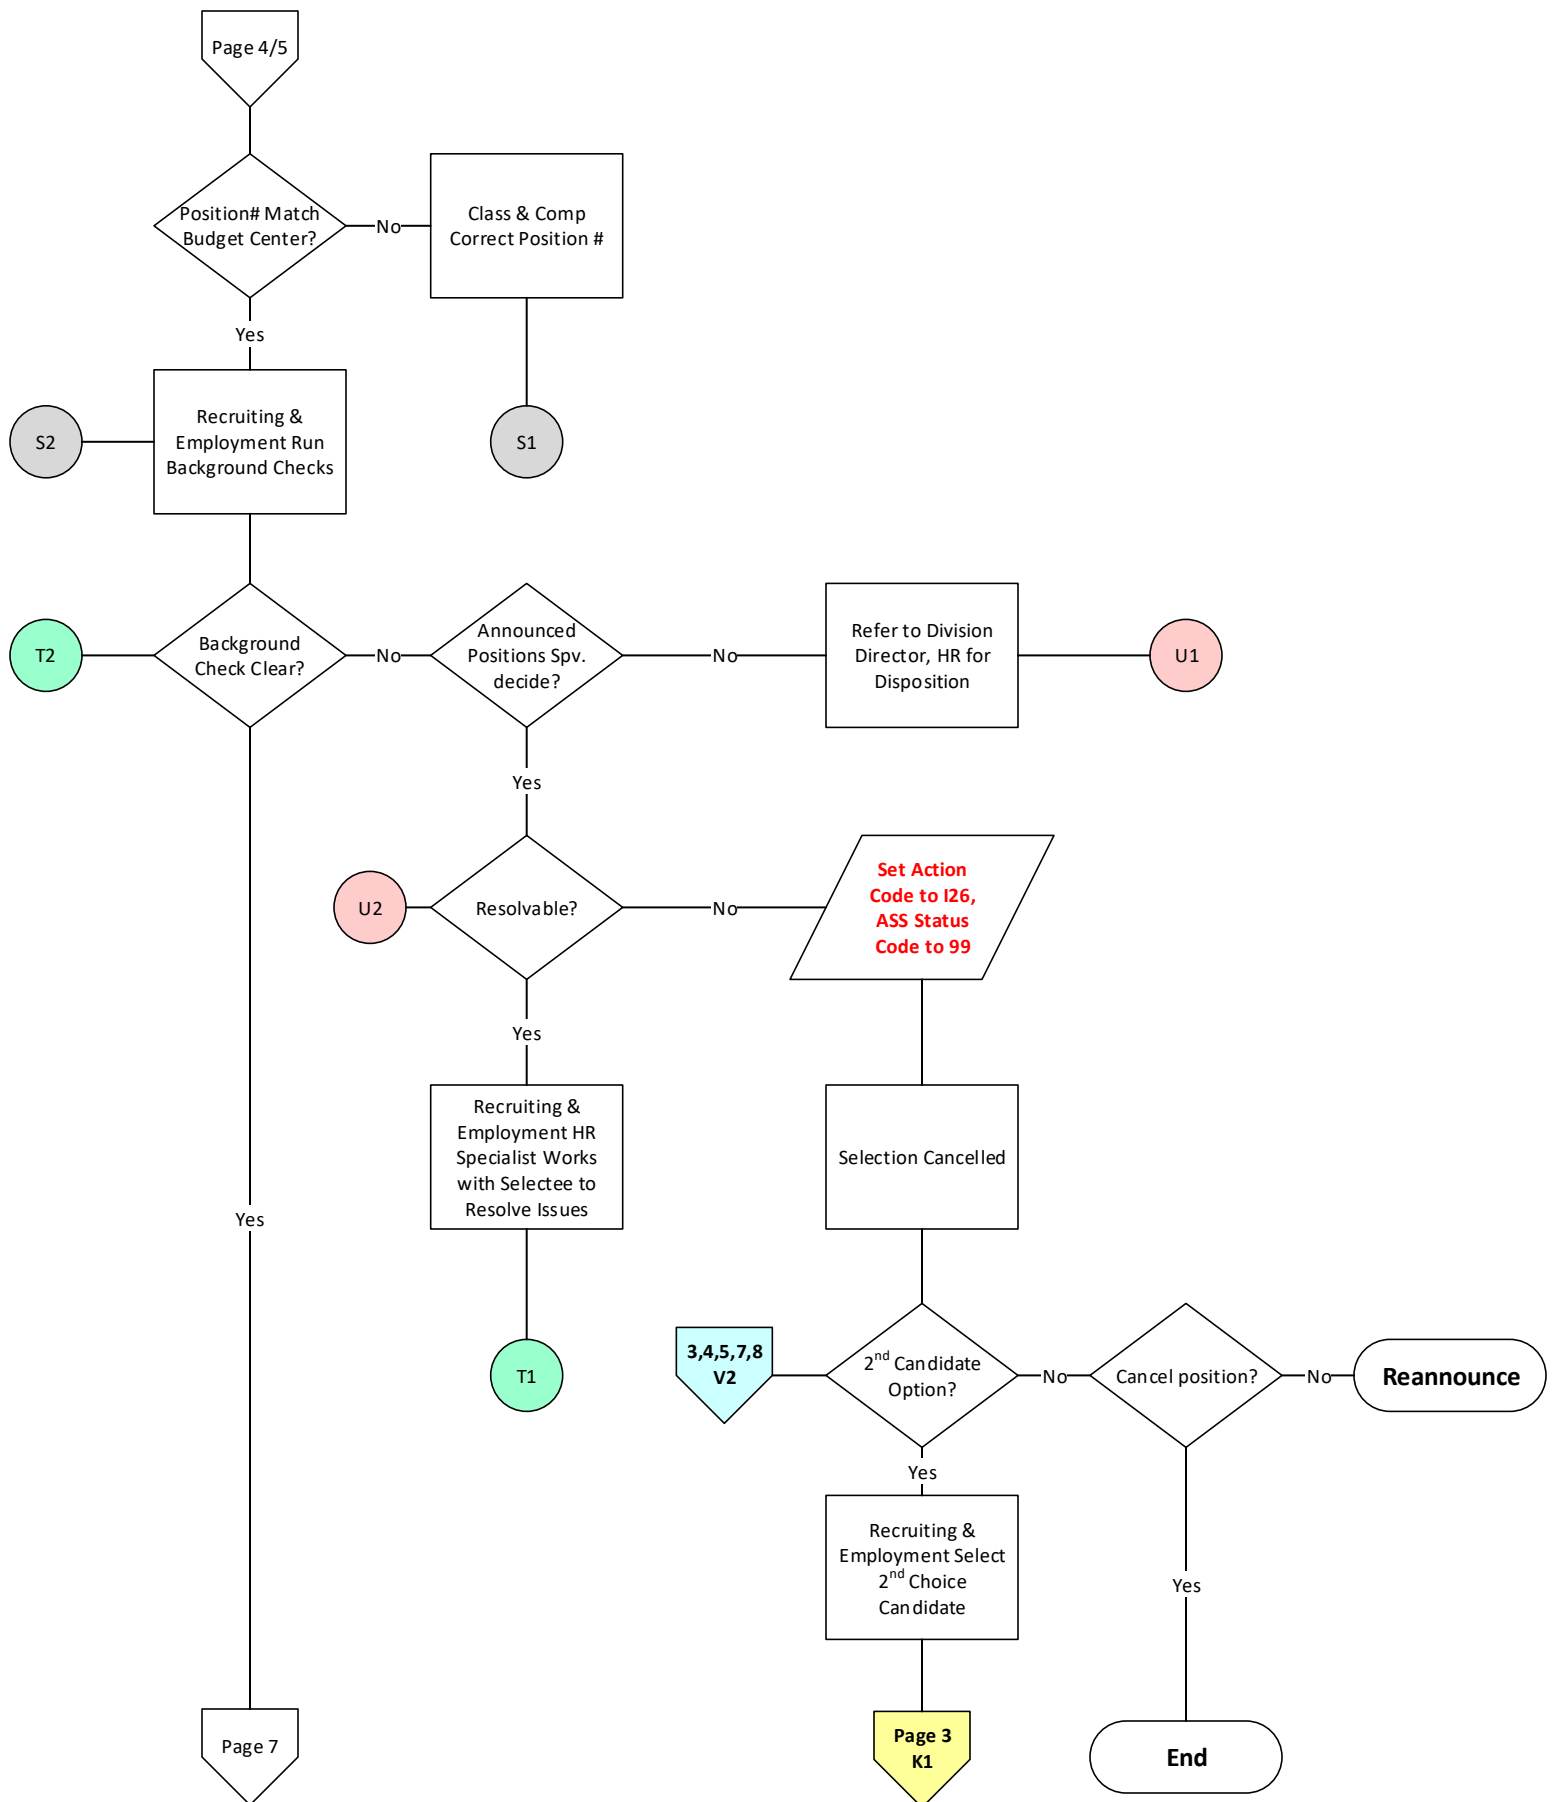 Page 4/5
Position# Match
Budget Center?
No
Class & Comp
Correct Position #
Yes
S2
Recruiting &
Employment Run
Background Checks
S1
T2
Background
Check Clear?
No
Announced
Positions Spv.
decide?
No
Refer to Division
Director, HR for
Disposition
U1
Yes
U2
Resolvable?
No
Set Action
Code to I26,
ASS Status
Code to 99
Yes
Recruiting &
Employment HR
Specialist Works
with Selectee to
Resolve Issues
Selection Cancelled
Yes
T1
3,4,5,7,8
V2
2nd Candidate
Option?
No
Cancel position?
No
Reannounce
Yes
Recruiting &
Employment Select
2nd Choice
Candidate
Yes
Page 7
Page 3
K1
End